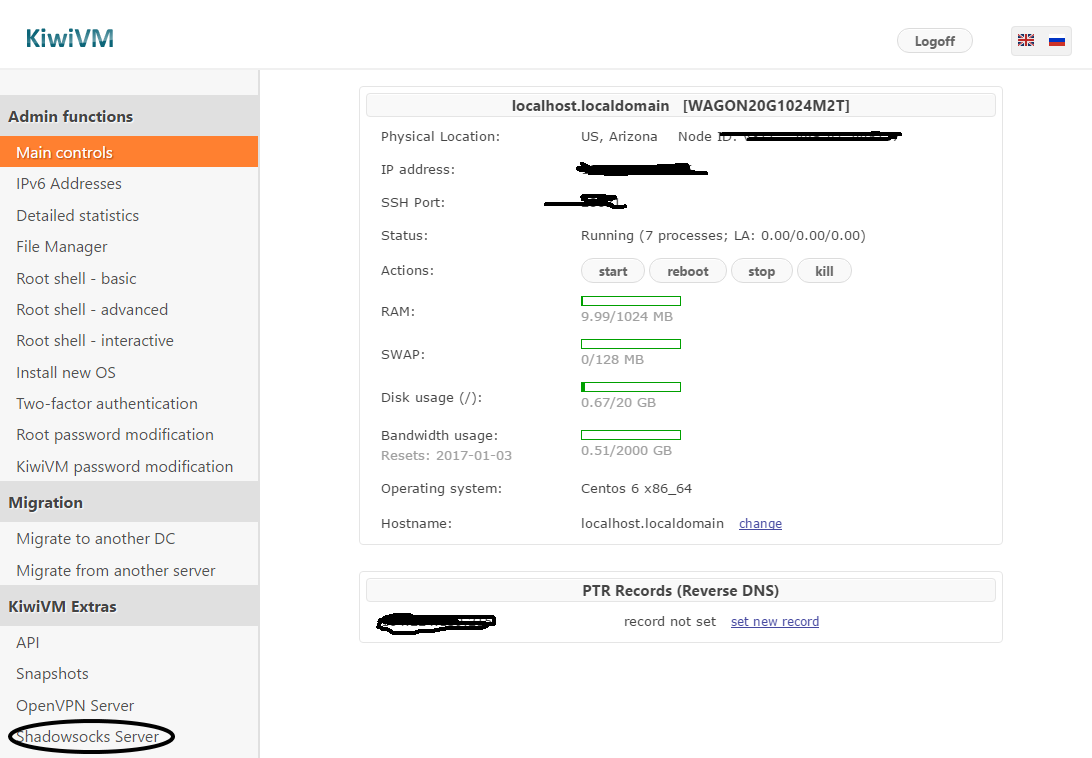 KiwiVM
Logoff
Admin functions
Main controls
IPv6 Addresses
Detailed statistics
File Manager
Root shell - basic
Root shell - advanced
Root shell - interactive
Install new OS
Two-factor authentication
Root password modification
KiwiVM password modification
Migration
Migrate to another DC
Migrate from another server
KiwiVM Extras
API
Snapshots
OpenVPN Server
Shadowsocks Server
localhost.localdomain [WAGON20G1024M2T]
Physical Location: US, Arizona Node ID:
IP address:
SSH Port:
Status: Running (7 processes; LA: 0.00/0.00/0.00)
Actions: start reboot stop kill
RAM: 9.99/1024 MB
SWAP: 0/128 MB
Disk usage (/): 0.67/20 GB
Bandwidth usage:
Resets: 2017-01-03 0.51/2000 GB
Operating system: Centos 6 x86_64
Hostname: localhost.localdomain change
PTR Records (Reverse DNS)
record not set set new record